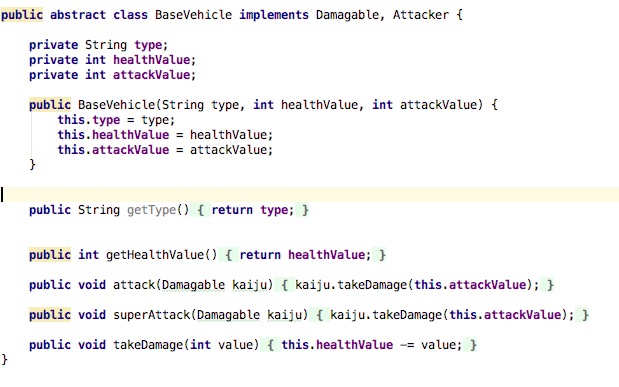 public abstract class BaseVehicle implements Damagable, Attacker {
private String type;
private int healthValue;
private int attackValue;
public BaseVehicle(String type, int healthValue, int attackValue) {
this.type = type;
this.healthValue = healthValue;
this.attackValue = attackValue;
}
public String getType() { return type; }
public int getHealthValue() { return healthValue; }
public void attack(Damagable kaiju) { kaiju.takeDamage(this.attackValue); }
public void superAttack(Damagable kaiju) { kaiju.takeDamage(this.attackValue); }
public void takeDamage(int value) { this.healthValue -= value; }
}